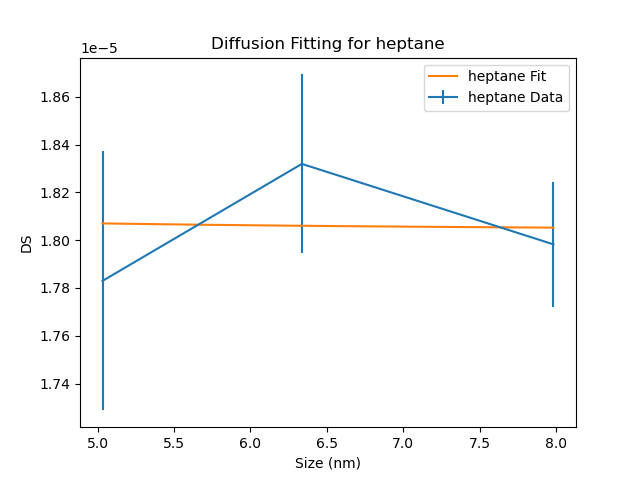 Diffusion Fitting for heptane
1e−5
heptane Fit
heptane Data
1.86
1.84
1.82
1.80
1.78
1.76
1.74
DS
5.0 5.5 6.0 6.5 7.0 7.5 8.0
Size (nm)